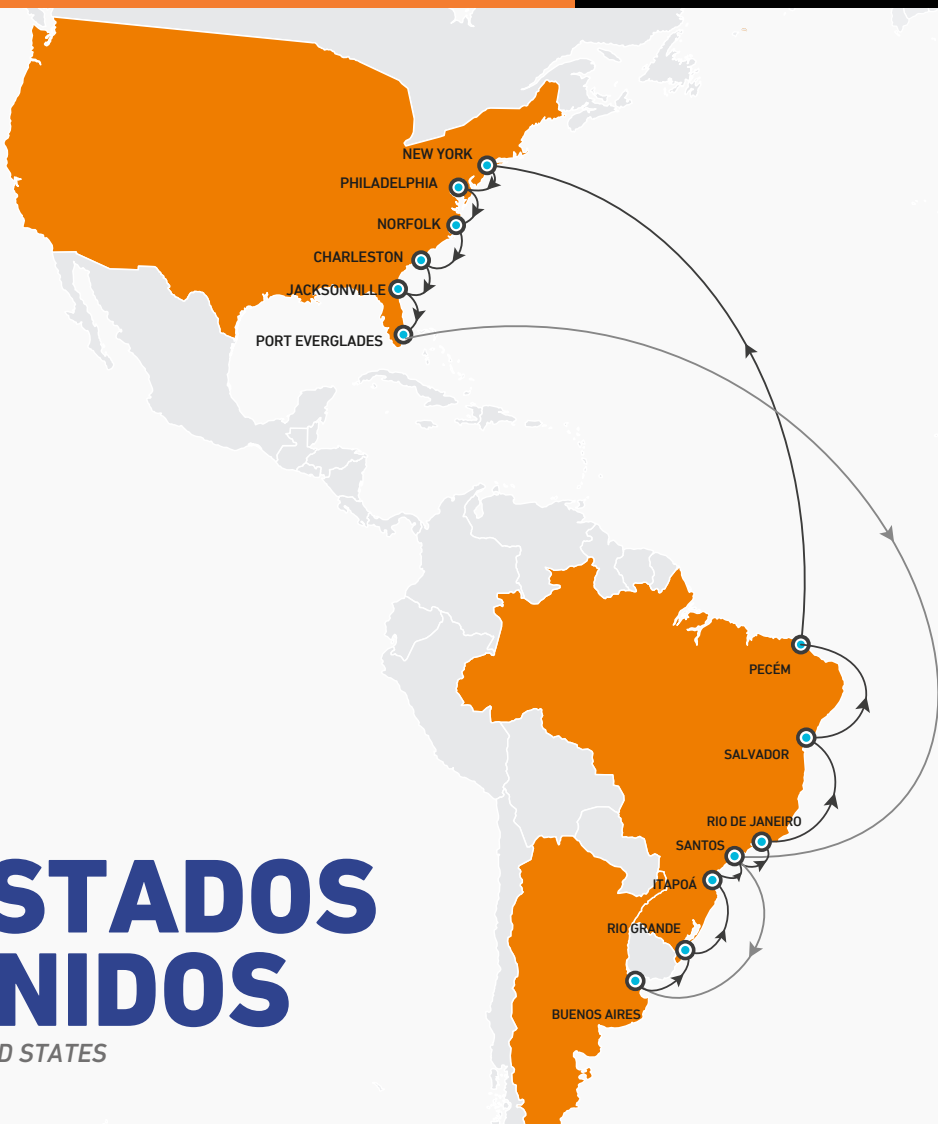 NEW YORK
PHILADELPHIA
NORFOLK
CHARLESTON
JACKSONVILLE
PORT EVERGLADES
PECÉM
SALVADOR
RIO DE JANEIRO
SANTOS
ITAPOÁ
RIO GRANDE
BUENOS AIRES
STADOS
NIDOS
D STATES